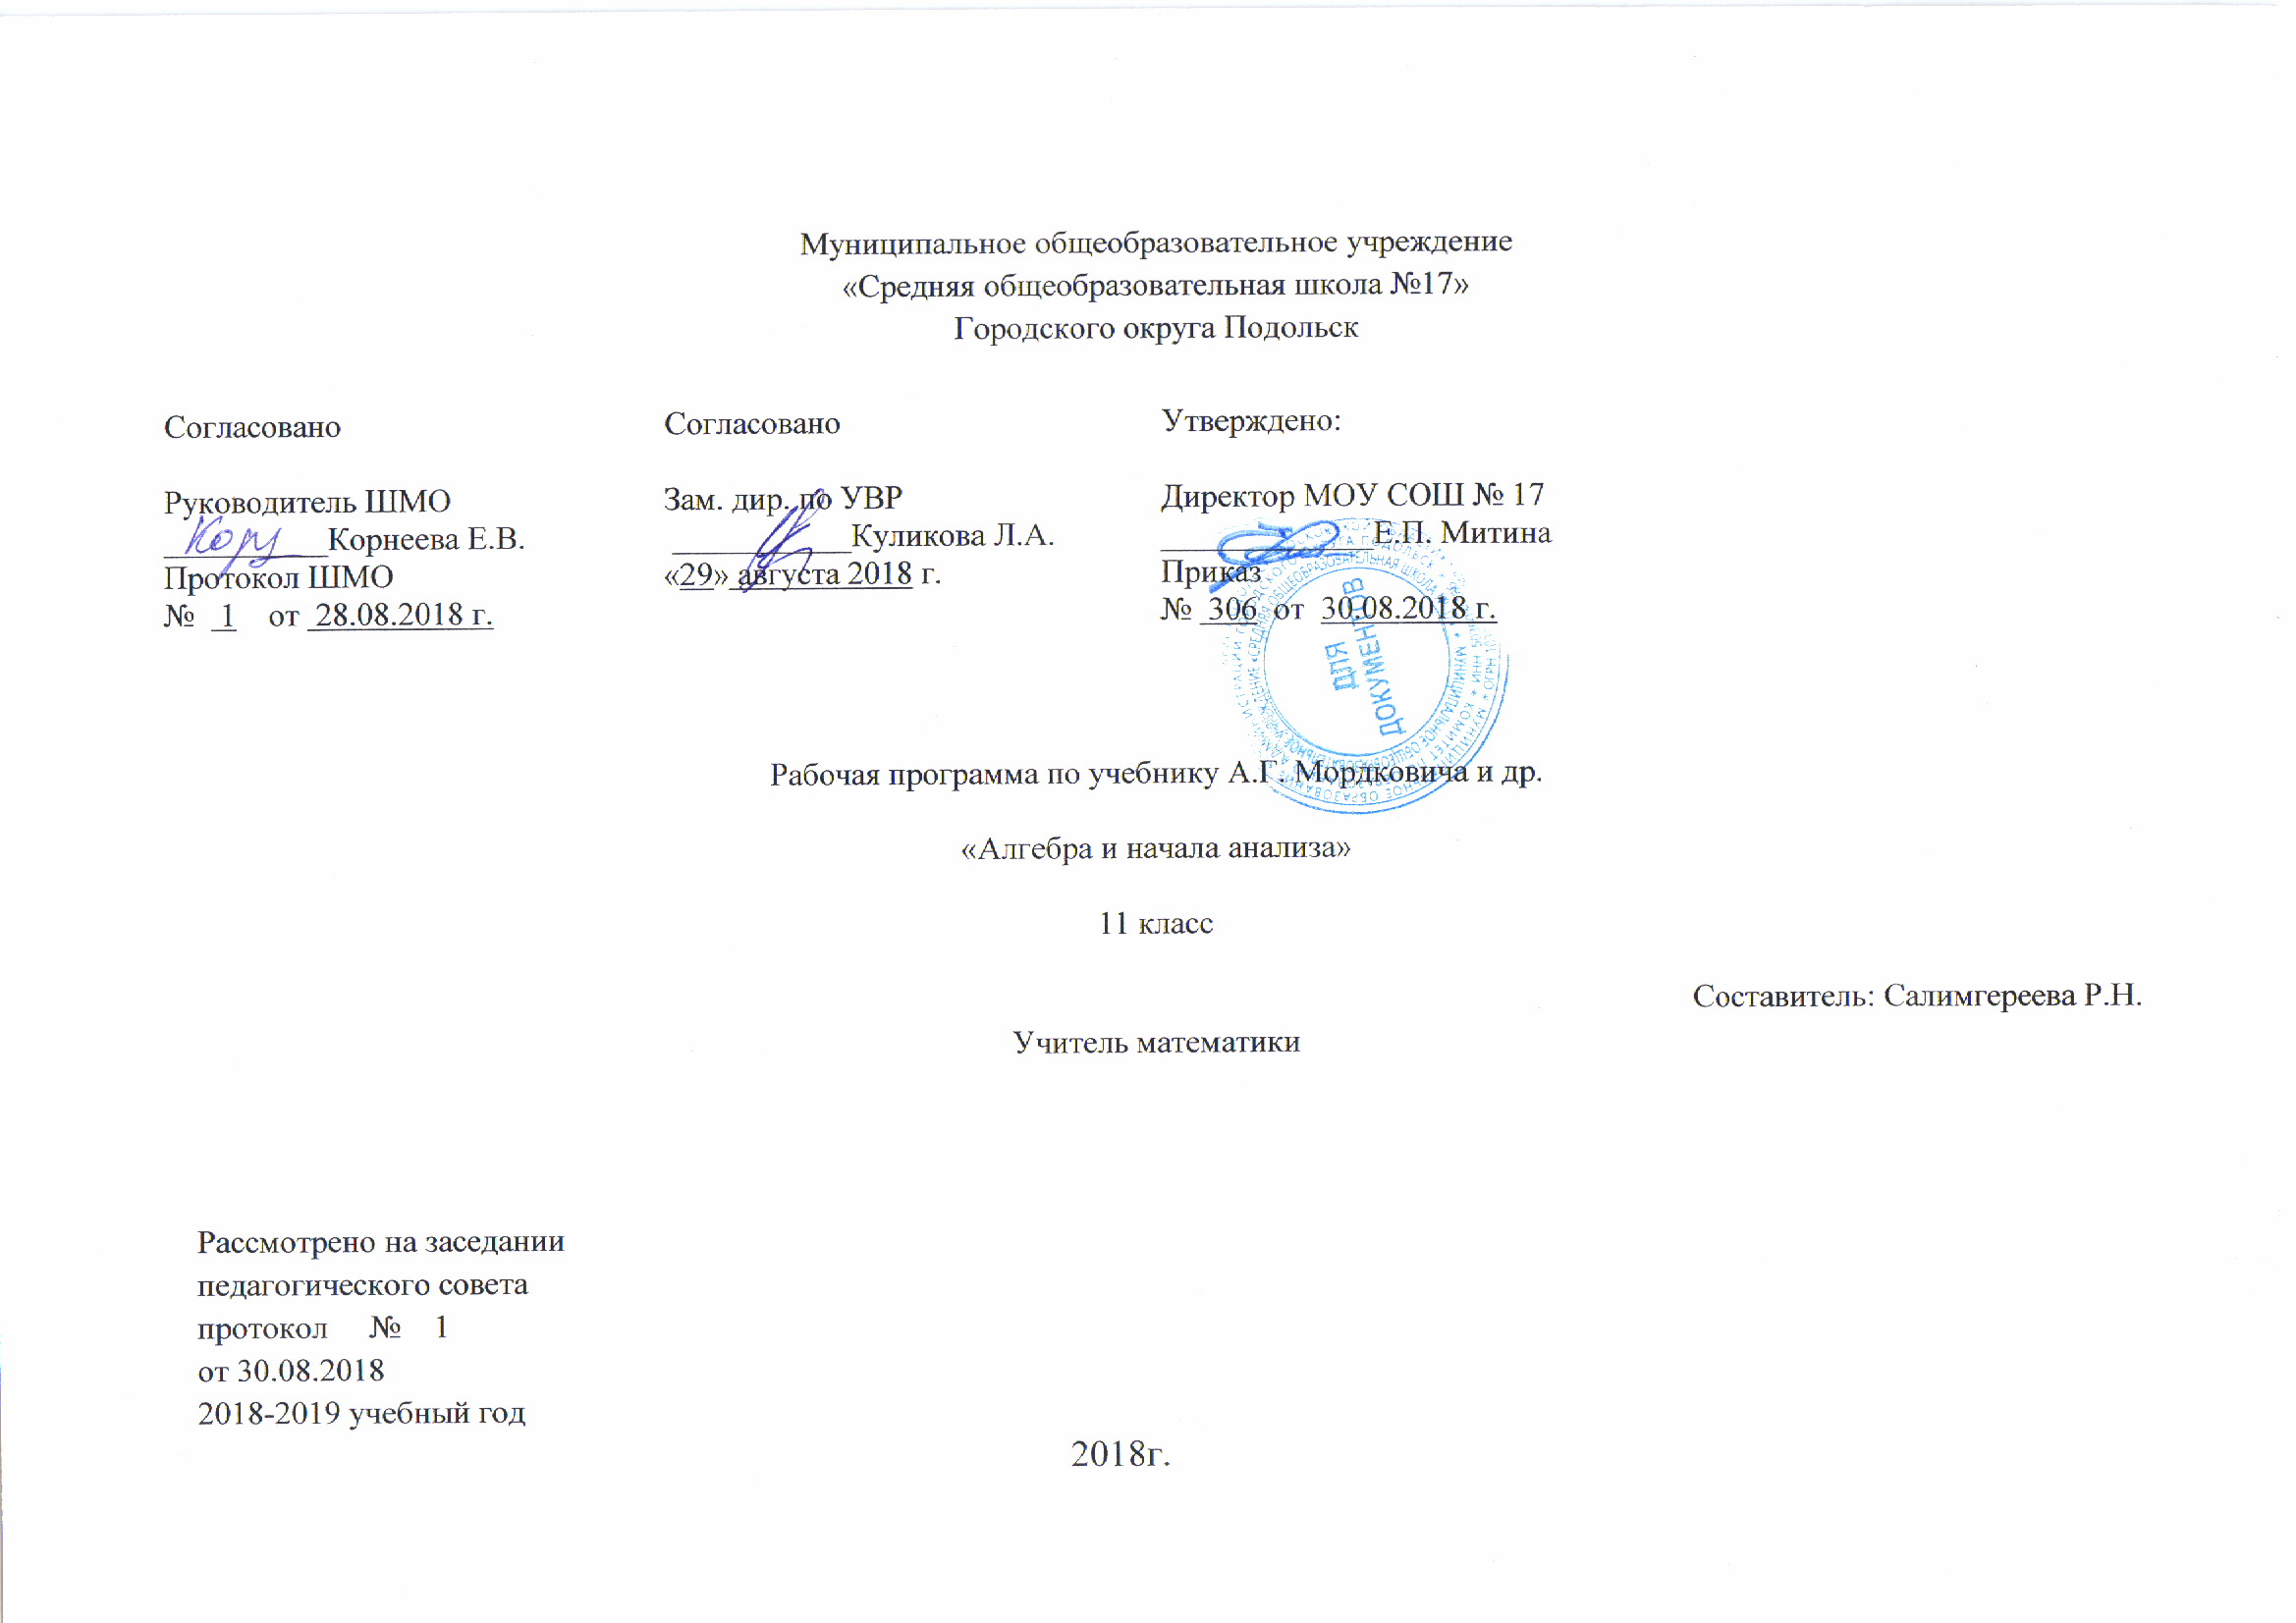 Муниципальное общеобразовательное учреждение
«Средняя общеобразовательная школа №17»
Городского округа Подольск
Согласовано
Руководитель ШМО
Корнеева Е.В.
Протокол ШМО
№ 1 от 28.08.2018 г.
Согласовано
Зам. дир. по УВР
Куликова Л.А.
«29» августа 2018 г.
Утверждено:
Директор МОУ СОШ № 17
Е.П. Митина
Приказ
№ 306 от 30.08.2018 г.
ДЛЯ
ДОКУМЕНТОВ
Рабочая программа по учебнику А.Г. Мордковича и др.
«Алгебра и начала анализа»
11 класс
Составитель: Салимгереева Р.Н.
Учитель математики
Рассмотрено на заседании
педагогического совета
протокол № 1
от 30.08.2018
2018-2019 учебный год
2018г.